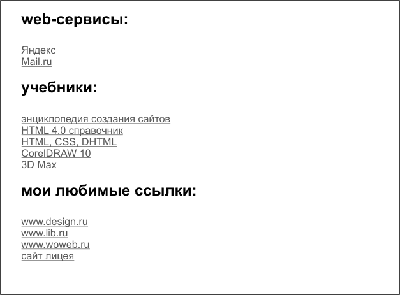 web-сервисы:
Яндекс
Mail.ru
учебники:
энциклопедия создания сайтов
HTML 4.0 справочник
HTML, CSS, DHTML
CorelDRAW 10
3D Max
мои любимые ссылки:
www.design.ru
www.lib.ru
www.woweb.ru
сайт лицея